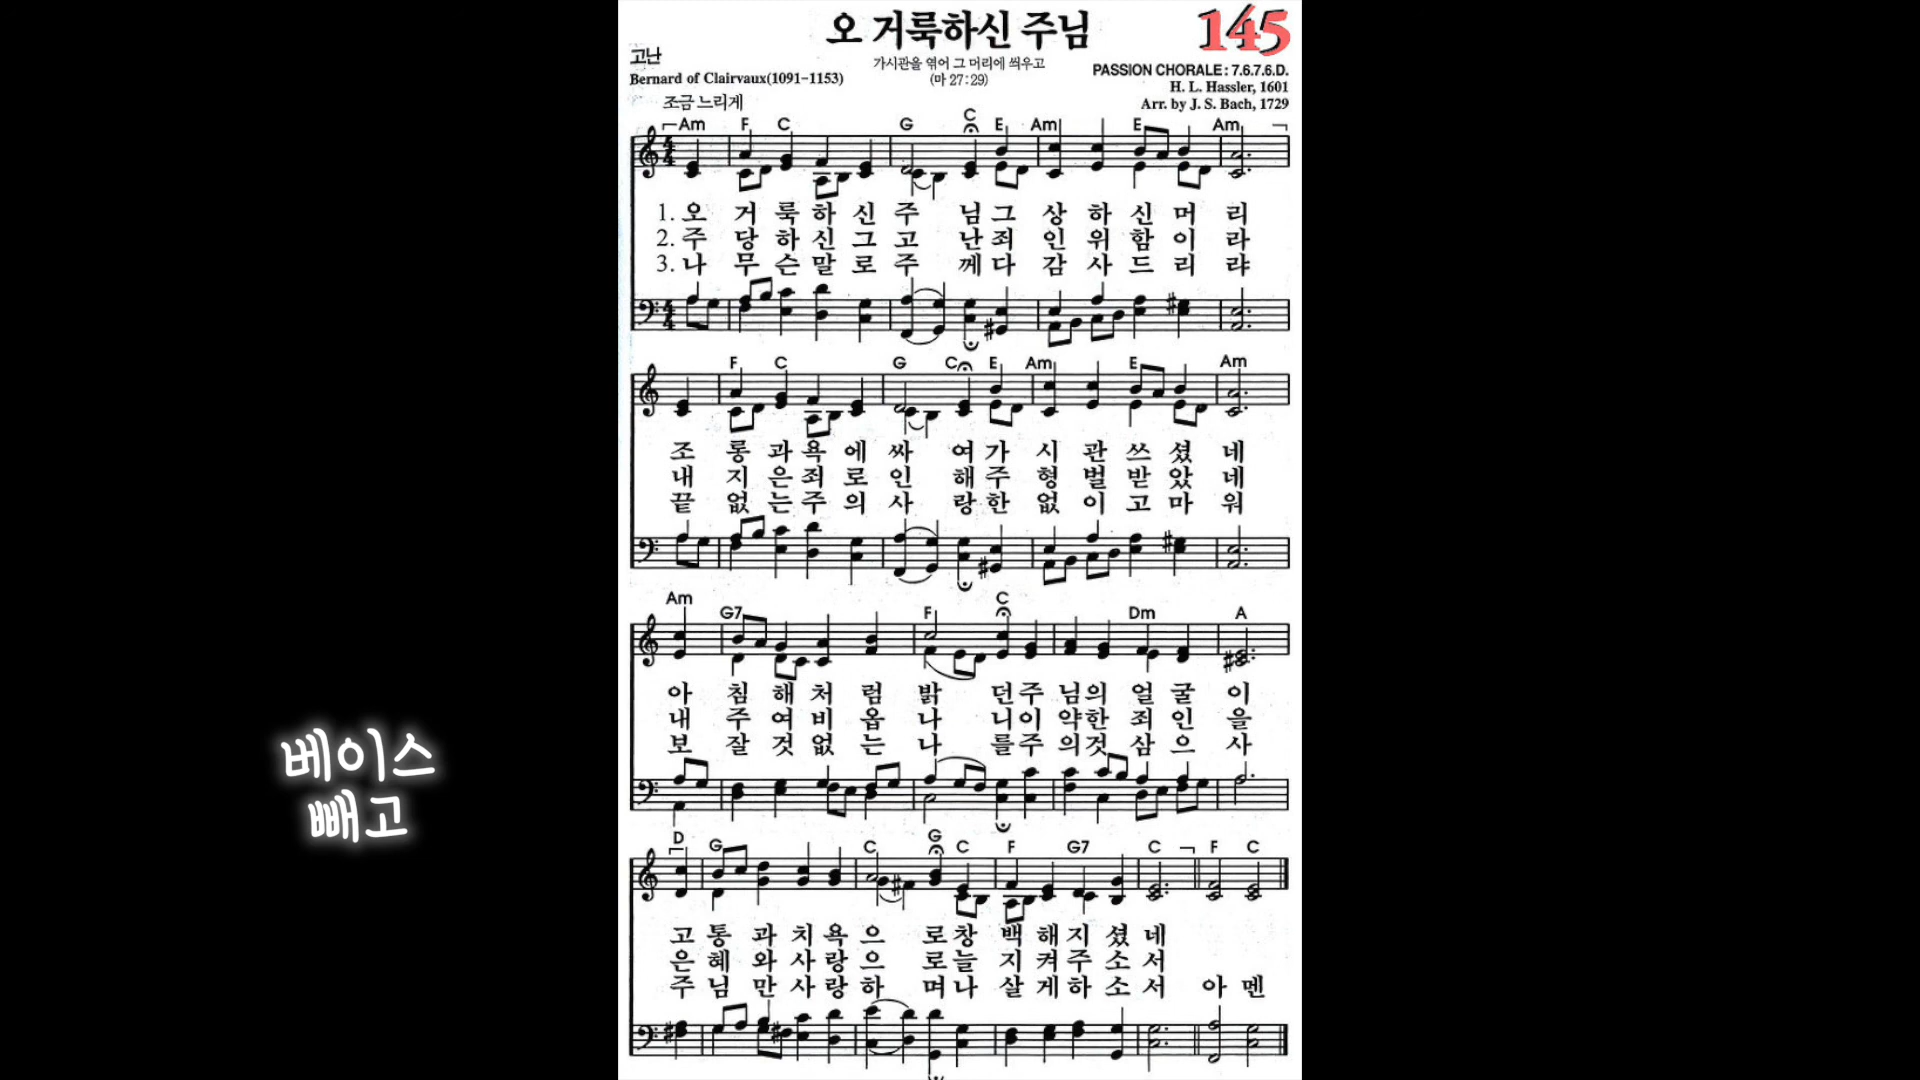 오 거룩하신 주님
145
고난
가시관을 엮어 그 머리에 씌우고
(마 27:29)
Bernard of Clairvaux(1091-1153)
PASSION CHORALE: 7.6.7.6.D.
H. L. Hassler, 1601
Arr. by J. S. Bach, 1729
조금 느리게
Am F C G C E Am E Am
1. 오 거 룩 하 신 주 님 그 상 하 신 머 리
2. 주 당 하 신 그 고 난 죄 인 위 함 이 라
3. 나 무 슨 말 로 주 께 다 감 사 드 리 랴
F C G C E Am E Am
조 롱 과 욕 에 싸 여 가 시 관 쓰 셨 네
내 지 은 죄 로 인 해 주 형 벌 받 았 네
끝 없 는 주 의 사 랑 한 없 이 고 마 워
Am G7 F C Dm A
아 침 해 처 럼 밝 던 주 님 의 얼 굴 이
내 주 여 비 옵 나 니 이 약 한 죄 인 을
보 잘 것 없 는 나 를 주 의 것 삼 으 사
D G C G C F G7 C F C
고 통 과 치 욕 으 로 창 백 해 지 셨 네
은 혜 와 사 랑 으 로 늘 지 켜 주 소 서
주 님 만 사 랑 하 며 나 살 게 하 소 서 아 멘
베이스
빼고